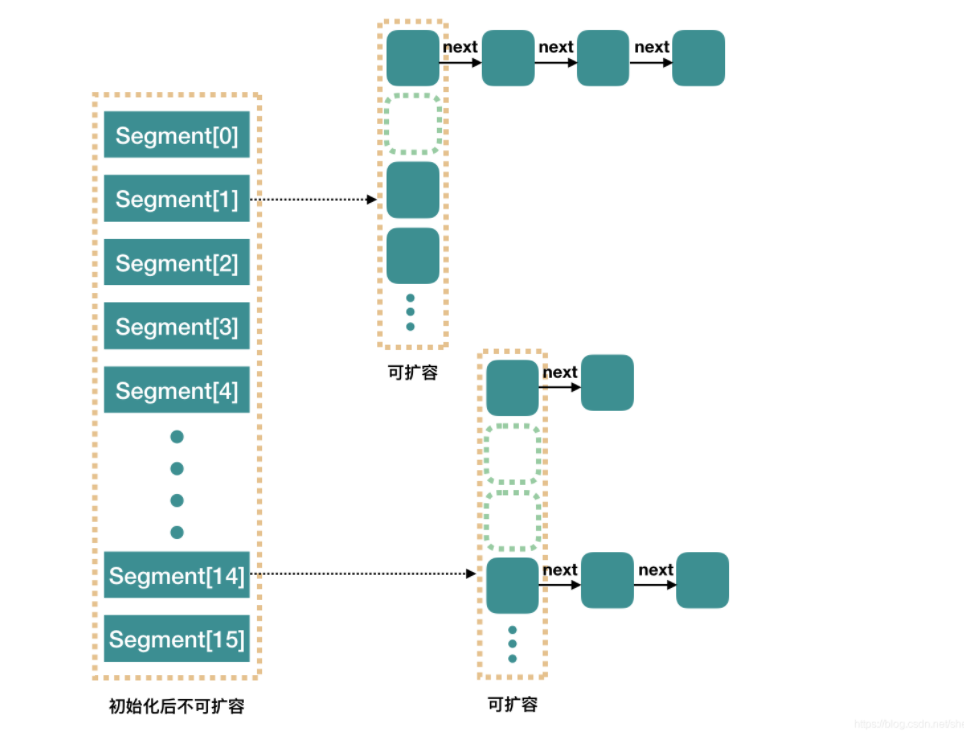 next next next
Segment[0]
Segment[1]
Segment[2]
Segment[3]
Segment[4]
可扩容
next
next next
Segment[14]
Segment[15]
初始化后不可扩容
可扩容
https://blog.csdn.net/shi